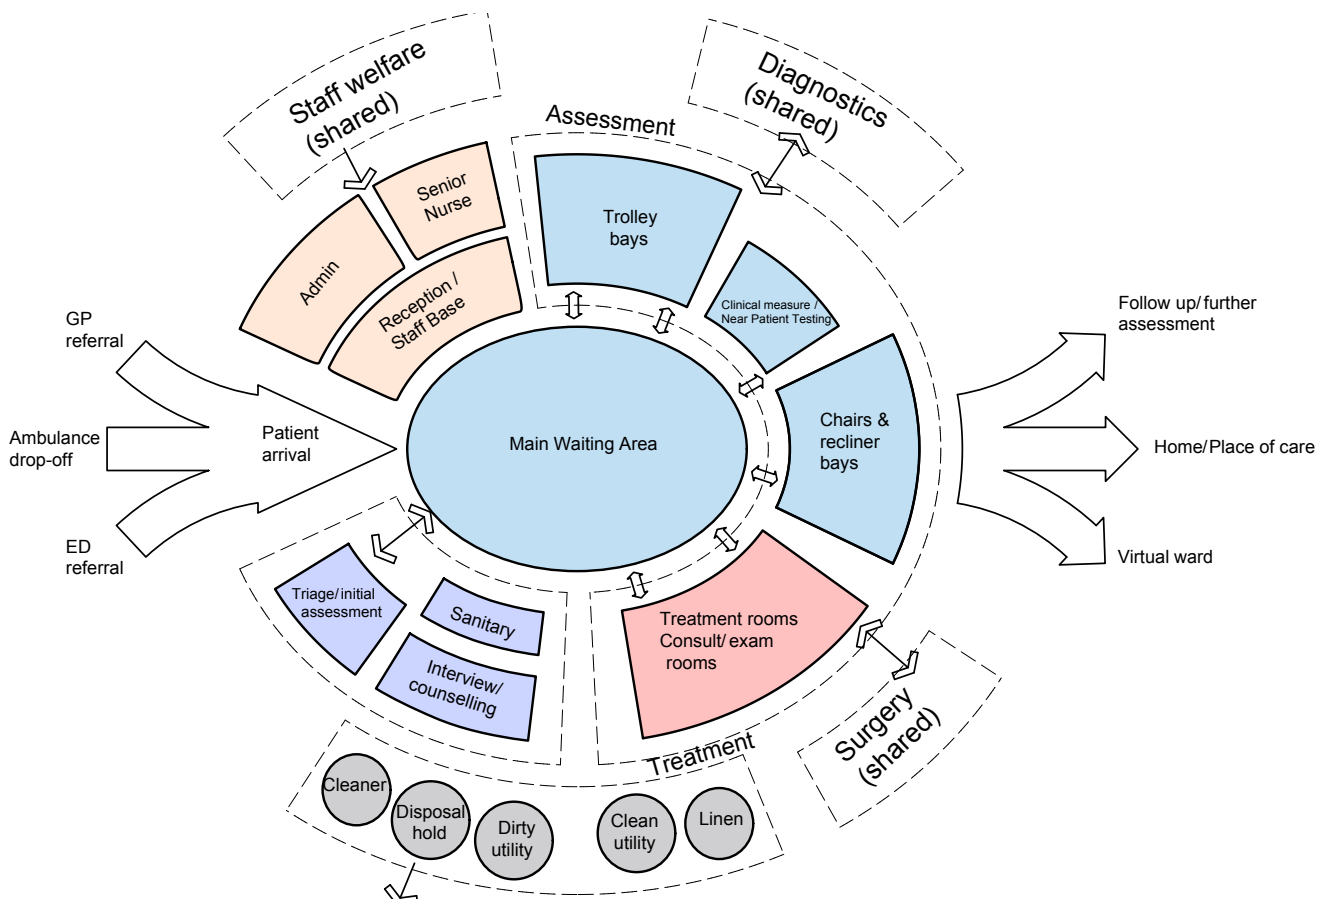 Staff welfare
(shared)
Diagnostics
(shared)
Assessment
Senior
Nurse
Admin
Reception /
Staff Base
Trolley
bays
Clinical measure /
Near Patient Testing
GP
referral
Ambulance
drop-off
ED
referral
Patient
arrival
Main Waiting Area
Chairs &
recliner
bays
Follow up/ further
assessment
Home/Place of care
Virtual ward
Triage/initial
assessment
Sanitary
Interview/
counselling
Treatment rooms
Consult/ exam
rooms
Treatment
Surgery
(shared)
Cleaner
Disposal
hold
Dirty
utility
Clean
utility
Linen